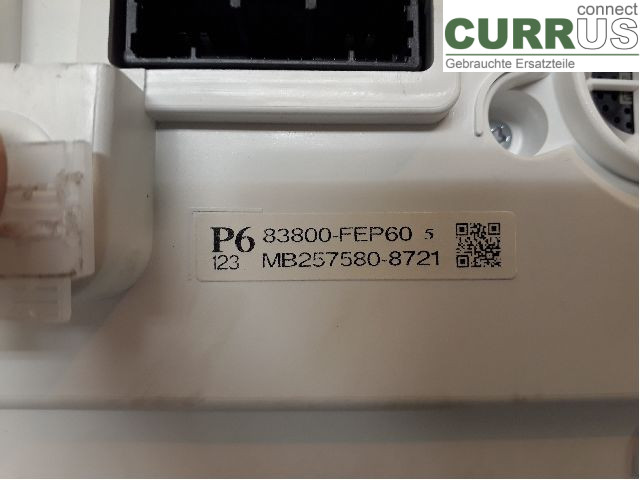 connect
CURRUS
Gebrauchte Ersatzteile
P6 83800-FEP60 5
123 MB257580-8721